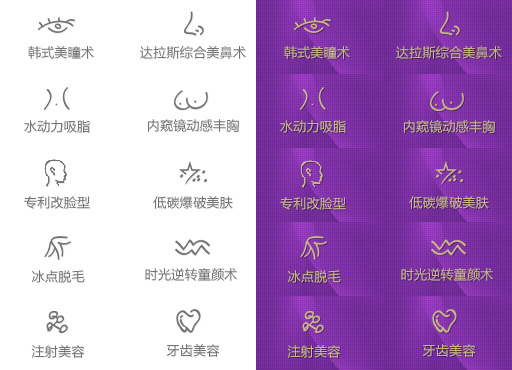 韩式美瞳术 达拉斯综合美鼻术 韩式美瞳术 达拉斯综合美鼻术
水动力吸脂 内窥镜动感丰胸 水动力吸脂 内窥镜动感丰胸
专利改脸型 低碳爆破美肤 专利改脸型 低碳爆破美肤
冰点脱毛 时光逆转童颜术 冰点脱毛 时光逆转童颜术
注射美容 牙齿美容 注射美容 牙齿美容